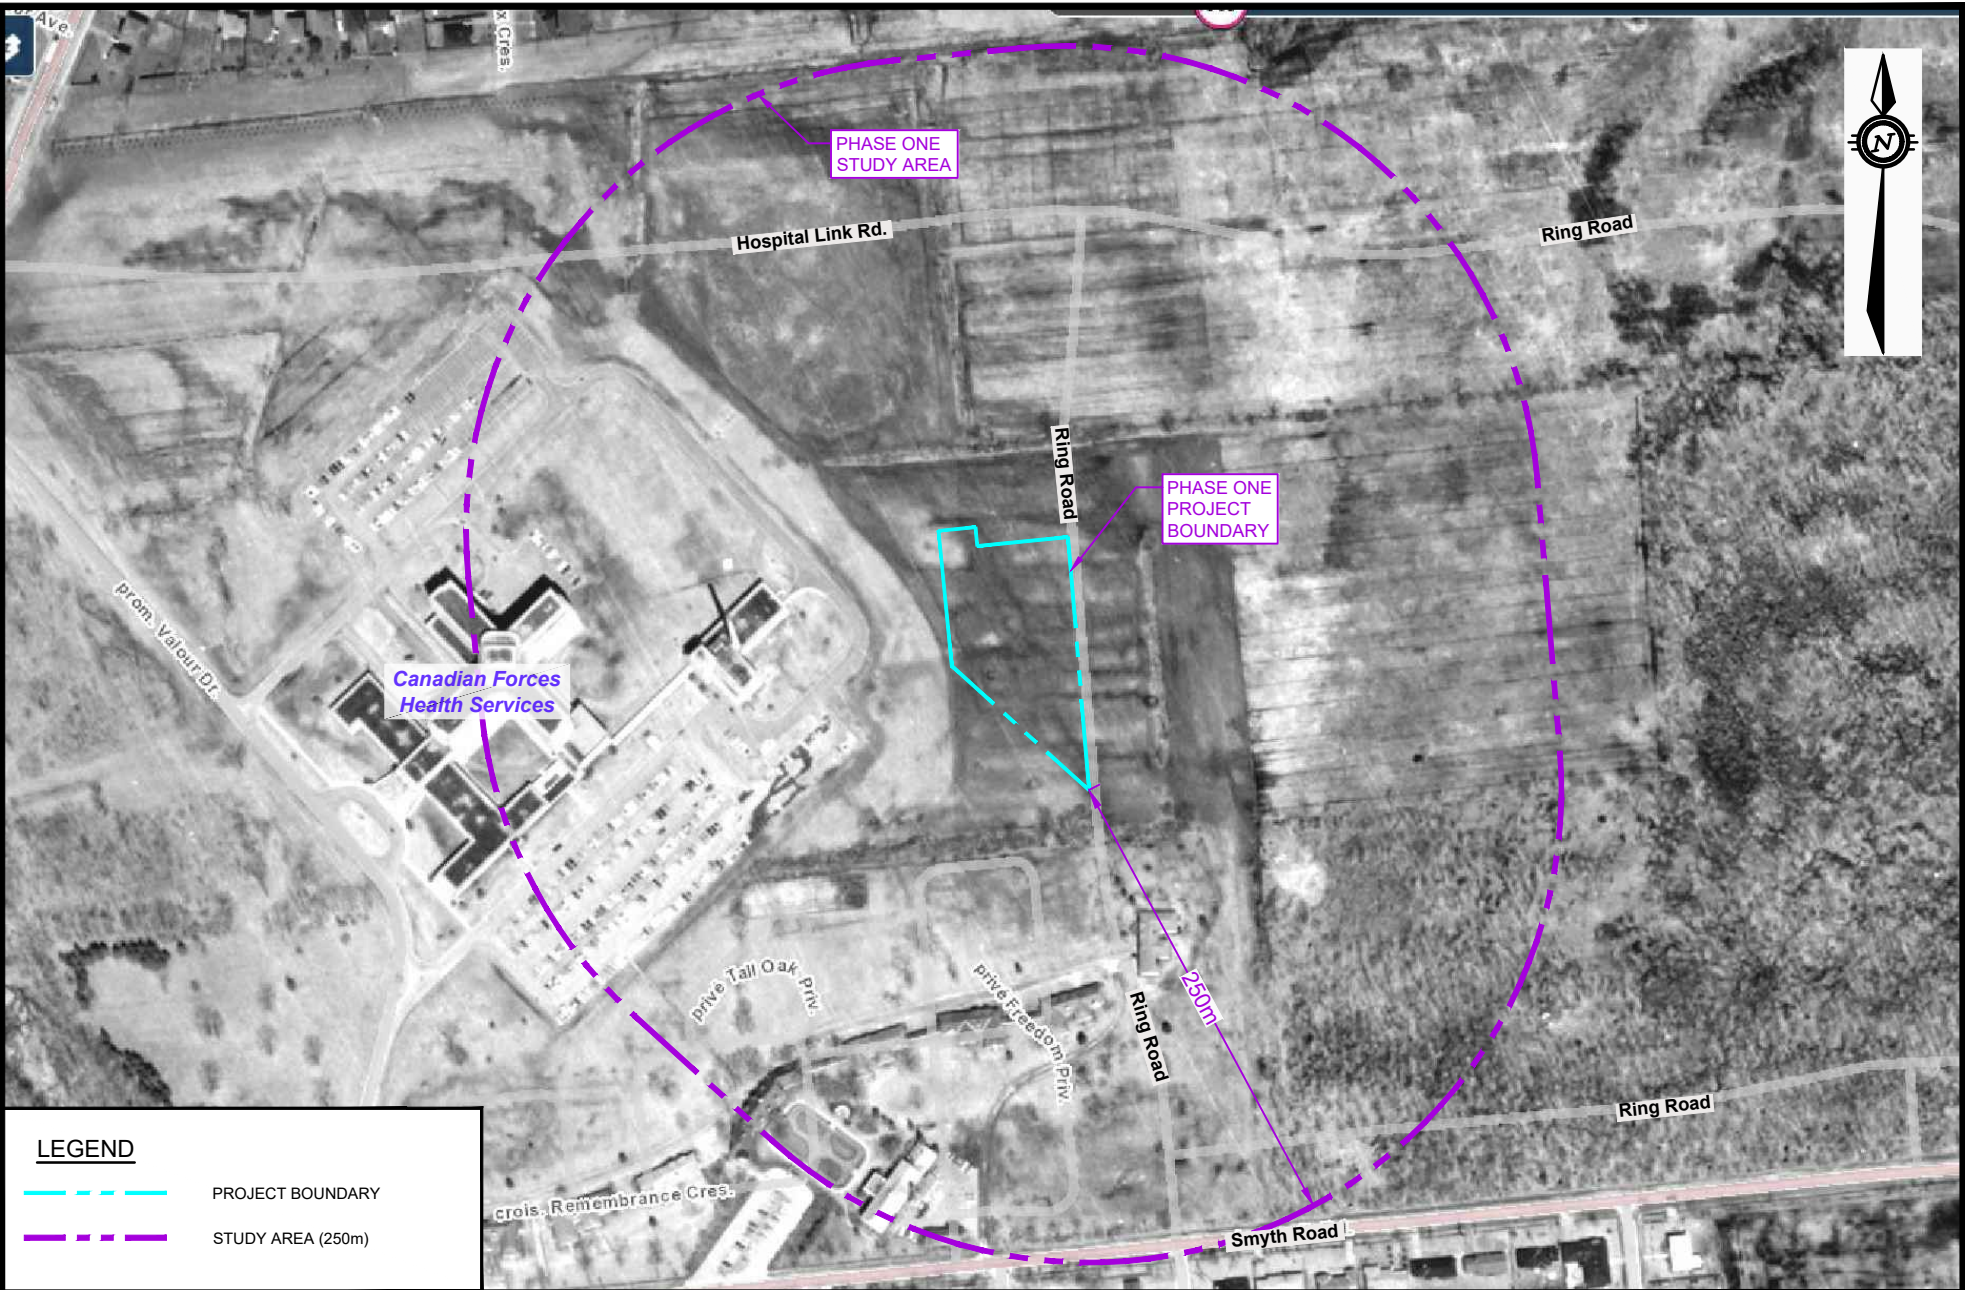 Ave.
Cres.
PHASE ONE
STUDY AREA
N
Hospital Link Rd.
Ring Road
Ring Road
PHASE ONE
PROJECT
BOUNDARY
prom. Valour Dr.
Canadian Forces
Health Services
privé Tall Oak Priv.
privé Freedom Priv.
250m
Ring Road
Ring Road
crois. Remembrance Cres.
Smyth Road
LEGEND
PROJECT BOUNDARY
STUDY AREA (250m)